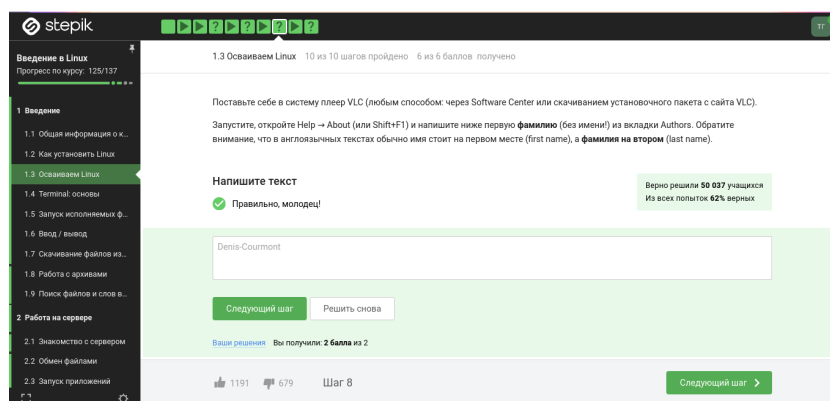 stepik
ТГ
Введение в Linux
Прогресс по курсу: 125/137
1 Введение
1.1 Общая информация о к...
1.2 Как установить Linux
1.3 Осваиваем Linux
1.4 Terminal: основы
1.5 Запуск исполняемых ф...
1.6 Ввод / вывод
1.7 Скачивание файлов из...
1.8 Работа с архивами
1.9 Поиск файлов и слов в...
2 Работа на сервере
2.1 Знакомство с сервером
2.2 Обмен файлами
2.3 Запуск приложений
1.3 Осваиваем Linux 10 из 10 шагов пройдено 6 из 6 баллов получено
Поставьте себе в систему плеер VLC (любым способом: через Software Center или скачиванием установочного пакета с сайта VLC).
Запустите, откройте Help → About (или Shift+F1) и напишите ниже первую фамилию (без имени!) из вкладки Authors. Обратите
внимание, что в англоязычных текстах обычно имя стоит на первом месте (first name), а фамилия на втором (last name).
Напишите текст
Правильно, молодец!
Верно решили 50 037 учащихся
Из всех попыток 62% верных
Denis-Courmont
Следующий шаг
Решить снова
Ваши решения Вы получили: 2 балла из 2
1191 679 Шаг 8
Следующий шаг